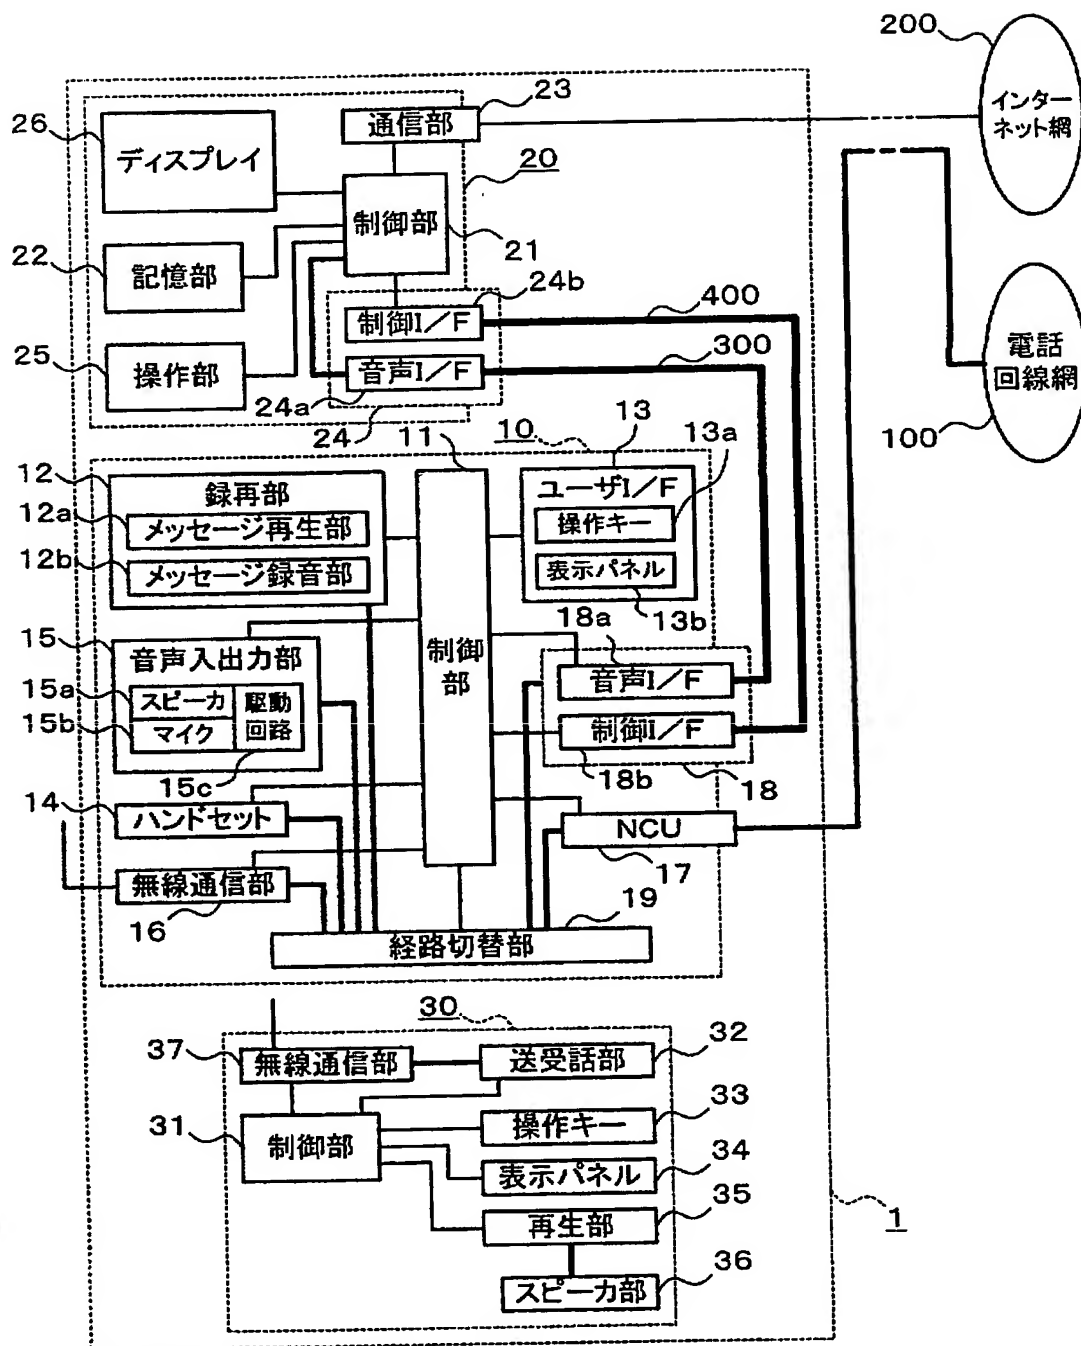 200
インター
ネット網
23
通信部
26
ディスプレイ
20
制御部
21
22
記憶部
24b
制御I/F
400
25
操作部
音声I/F
300
24a
24
電話
回線網
100
11
10
13
13a
12
録再部
ユーザI/F
12a
メッセージ再生部
操作キー
12b
メッセージ録音部
表示パネル
13b
18a
15
音声入出力部
制御
部
音声I/F
15a
スピーカ
駆動
回路
15b
マイク
制御I/F
15c
18b
18
14
ハンドセット
NCU
17
無線通信部
16
19
経路切替部
30
37
無線通信部
32
送受話部
33
操作キー
31
制御部
34
表示パネル
35
再生部
1
36
スピーカ部